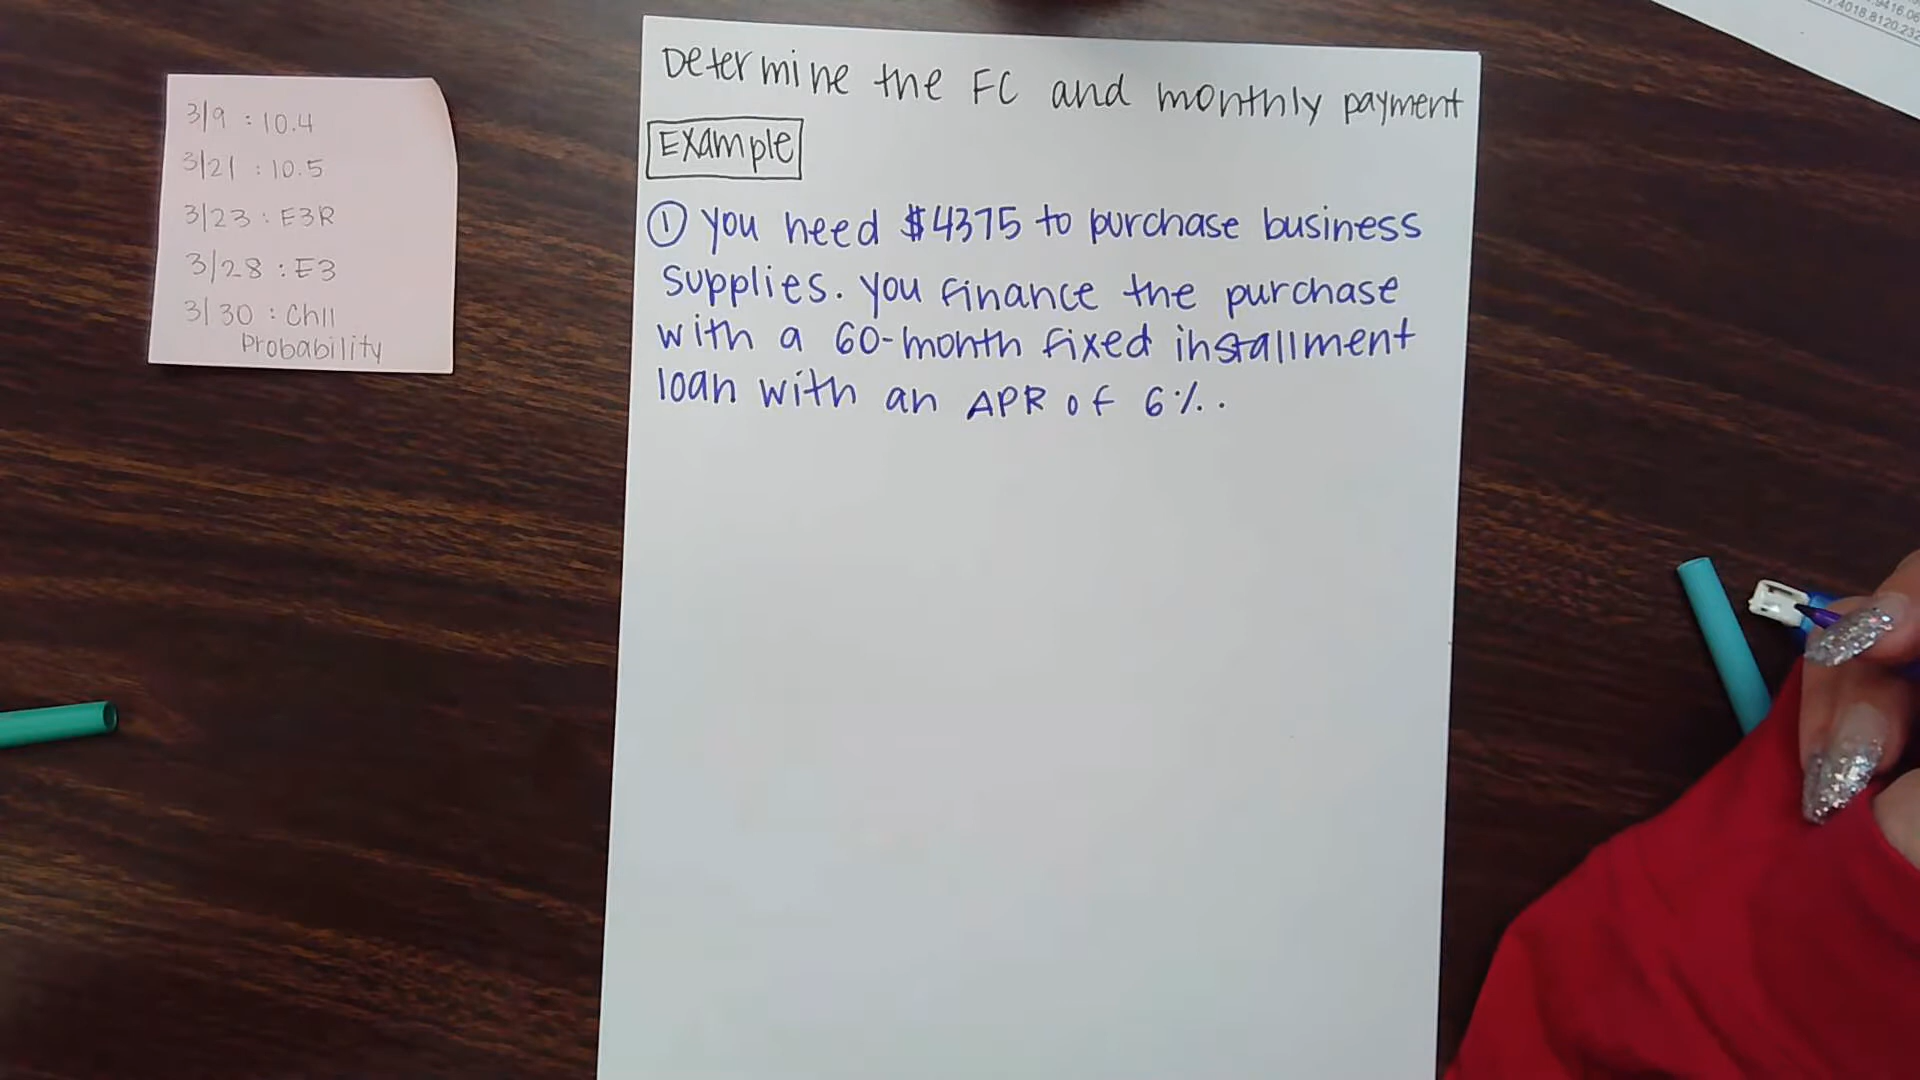 3/9 : 10.4
3/21 : 10.5
3/23 : E3R
3/28 : E3
3/30 : Ch11
Probability
Determine the FC and monthly payment
Example
① You need $4375 to purchase business
supplies. You finance the purchase
with a 60-month fixed installment
loan with an APR of 6%.